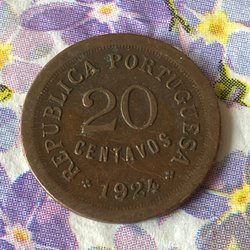 REPUBLICA PORTUGUESA
20
CENTAVOS
* 1924 *